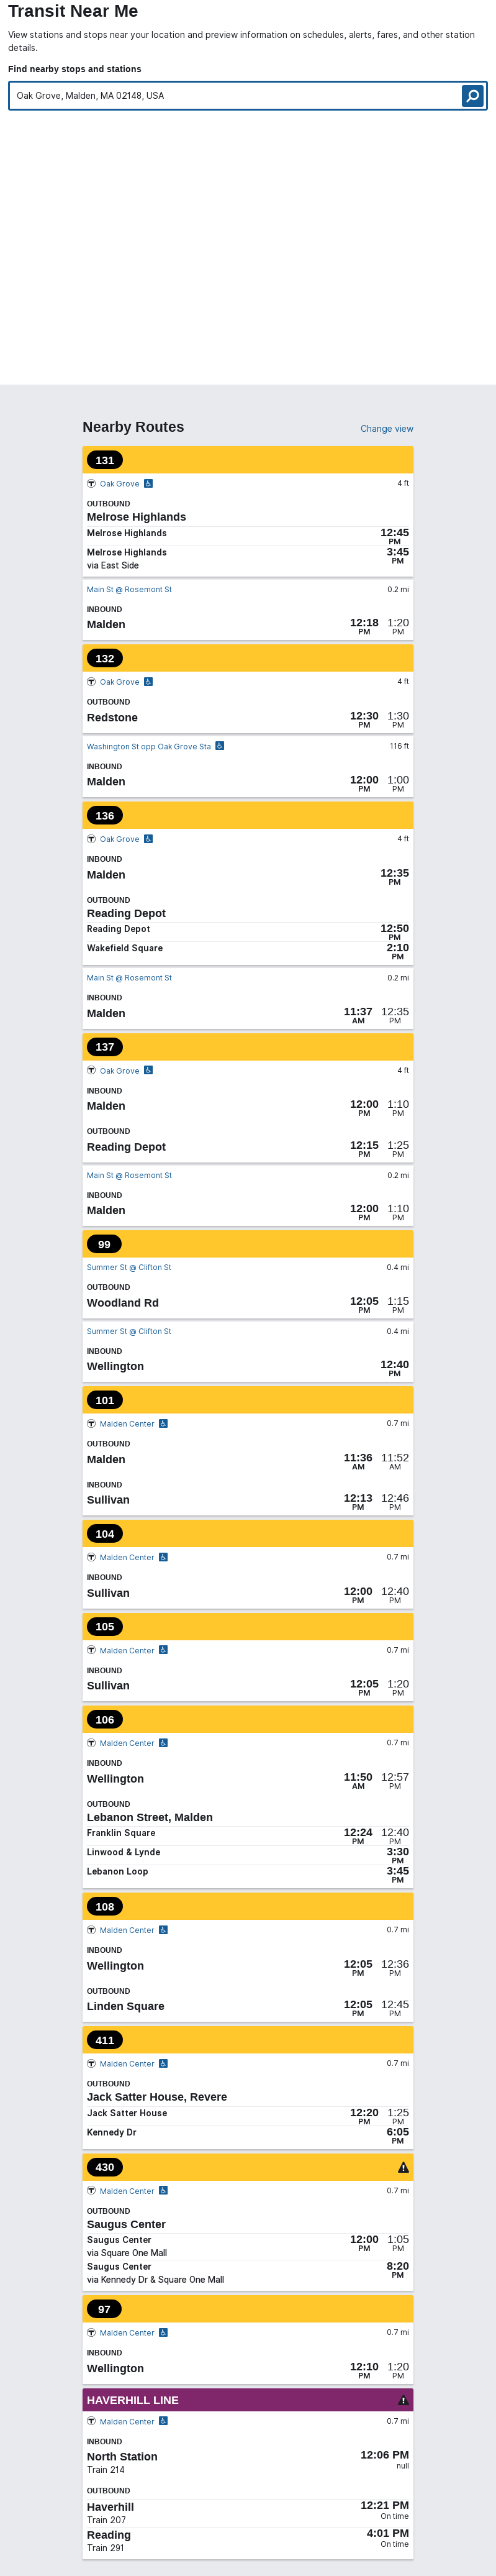 Transit Near Me
View stations and stops near your location and preview information on schedules, alerts, fares, and other station
details.
Find nearby stops and stations
Oak Grove, Malden, MA 02148, USA
Nearby Routes
Change view
131
T Oak Grove 4 ft
OUTBOUND
Melrose Highlands
Melrose Highlands 12:45 PM
Melrose Highlands 3:45 PM
via East Side
Main St @ Rosemont St 0.2 mi
INBOUND
Malden 12:18 PM 1:20 PM
132
T Oak Grove 4 ft
OUTBOUND
Redstone 12:30 PM 1:30 PM
Washington St opp Oak Grove Sta 116 ft
INBOUND
Malden 12:00 PM 1:00 PM
136
T Oak Grove 4 ft
INBOUND
Malden 12:35 PM
OUTBOUND
Reading Depot
Reading Depot 12:50 PM
Wakefield Square 2:10 PM
Main St @ Rosemont St 0.2 mi
INBOUND
Malden 11:37 AM 12:35 PM
137
T Oak Grove 4 ft
INBOUND
Malden 12:00 PM 1:10 PM
OUTBOUND
Reading Depot 12:15 PM 1:25 PM
Main St @ Rosemont St 0.2 mi
INBOUND
Malden 12:00 PM 1:10 PM
99
Summer St @ Clifton St 0.4 mi
OUTBOUND
Woodland Rd 12:05 PM 1:15 PM
Summer St @ Clifton St 0.4 mi
INBOUND
Wellington 12:40 PM
101
T Malden Center 0.7 mi
OUTBOUND
Malden 11:36 AM 11:52 AM
INBOUND
Sullivan 12:13 PM 12:46 PM
104
T Malden Center 0.7 mi
INBOUND
Sullivan 12:00 PM 12:40 PM
105
T Malden Center 0.7 mi
INBOUND
Sullivan 12:05 PM 1:20 PM
106
T Malden Center 0.7 mi
INBOUND
Wellington 11:50 AM 12:57 PM
OUTBOUND
Lebanon Street, Malden
Franklin Square 12:24 PM 12:40 PM
Linwood & Lynde 3:30 PM
Lebanon Loop 3:45 PM
108
T Malden Center 0.7 mi
INBOUND
Wellington 12:05 PM 12:36 PM
OUTBOUND
Linden Square 12:05 PM 12:45 PM
411
T Malden Center 0.7 mi
OUTBOUND
Jack Satter House, Revere
Jack Satter House 12:20 PM 1:25 PM
Kennedy Dr 6:05 PM
430
T Malden Center 0.7 mi
OUTBOUND
Saugus Center
Saugus Center 12:00 PM 1:05 PM
via Square One Mall
Saugus Center 8:20 PM
via Kennedy Dr & Square One Mall
97
T Malden Center 0.7 mi
INBOUND
Wellington 12:10 PM 1:20 PM
HAVERHILL LINE
T Malden Center 0.7 mi
INBOUND
North Station 12:06 PM
Train 214 null
OUTBOUND
Haverhill 12:21 PM
Train 207 On time
Reading 4:01 PM
Train 291 On time